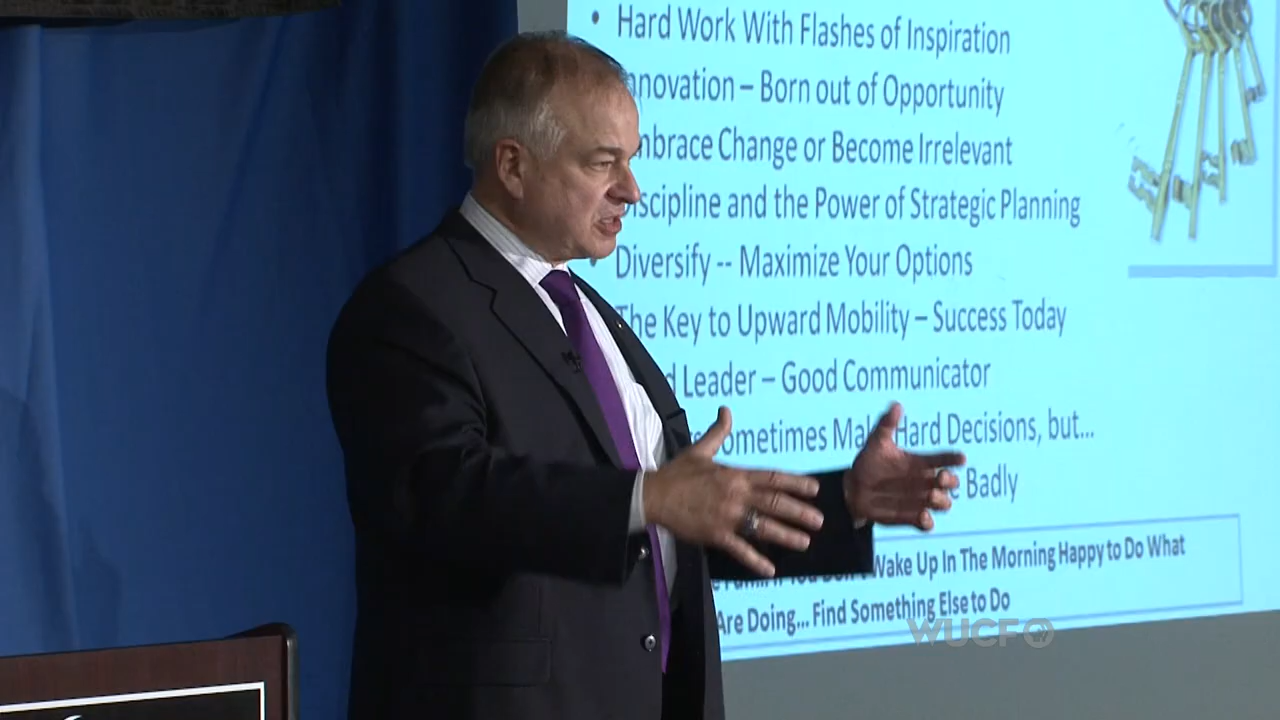 • Hard Work With Flashes of Inspiration
nnovation – Born out of Opportunity
mbrace Change or Become Irrelevant
iscipline and the Power of Strategic Planning
• Diversify -- Maximize Your Options
The Key to Upward Mobility – Success Today
d Leader – Good Communicator
Sometimes Make Hard Decisions, but...
Badly
Wake Up In The Morning Happy to Do What
Are Doing... Find Something Else to Do
WUCF